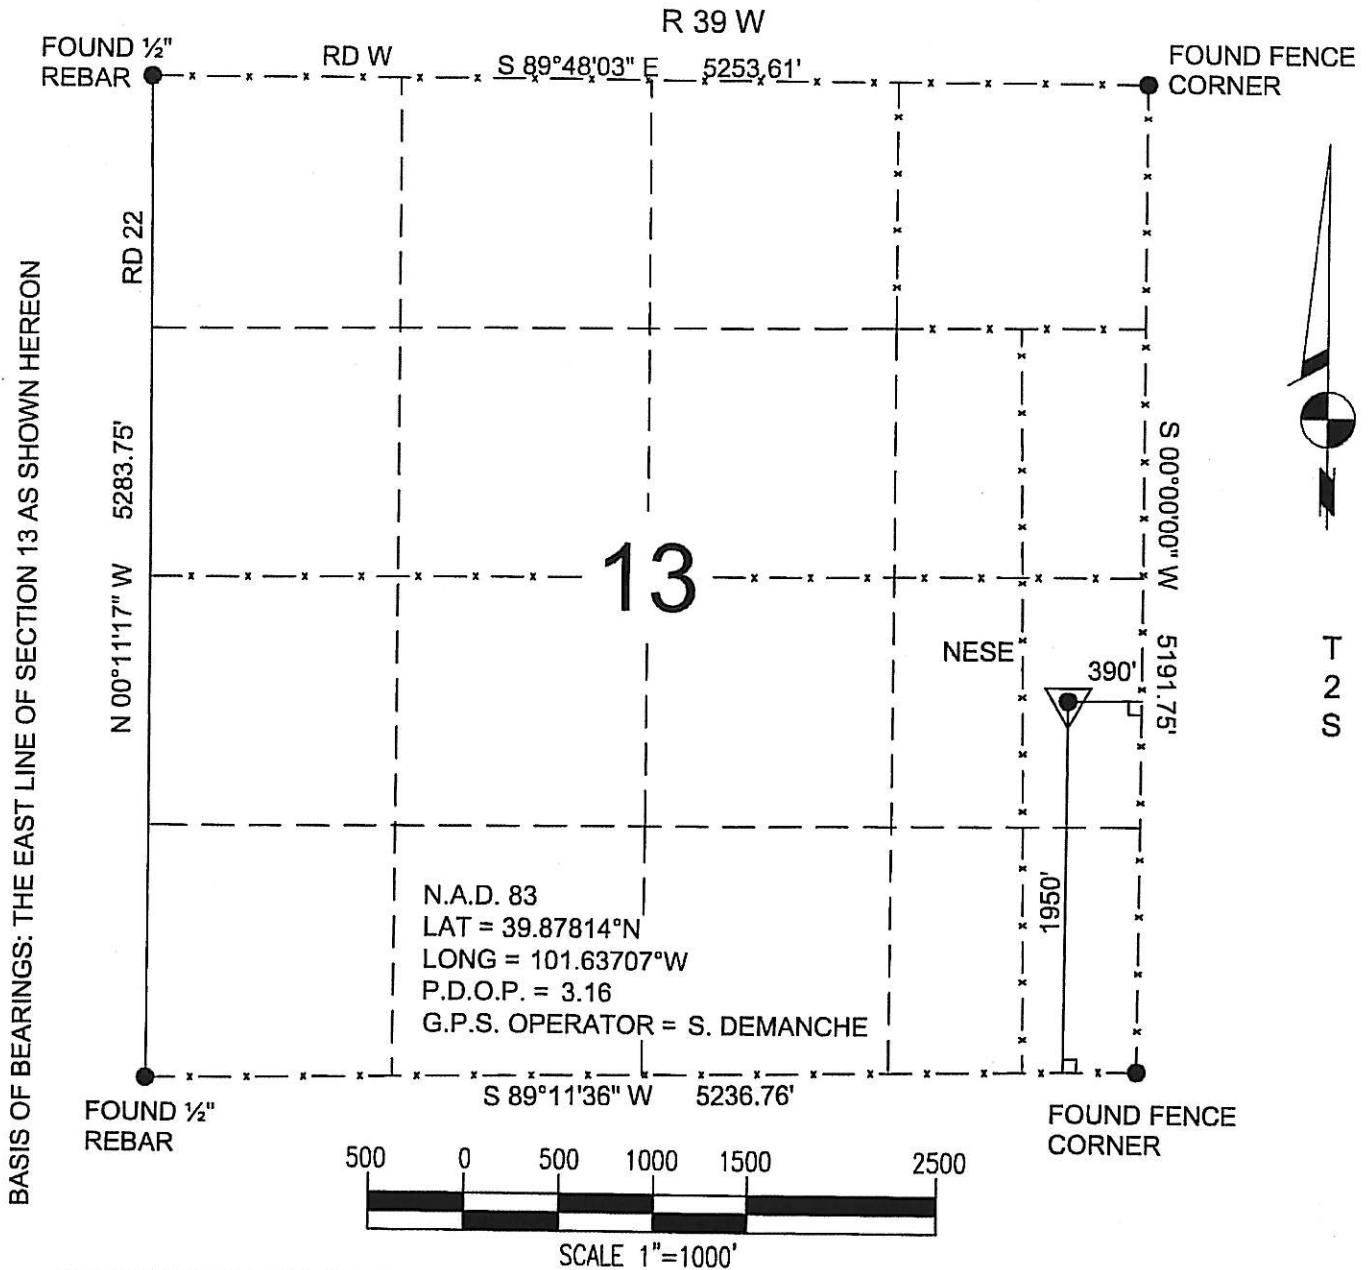 R 39 W
FOUND ½"
REBAR
RD W
S 89°48'03" E 5253.61'
FOUND FENCE
CORNER
RD 22
N 00°11'17" W 5283.75'
BASIS OF BEARINGS: THE EAST LINE OF SECTION 13 AS SHOWN HEREON
13
S 00°00'00" W 5191.75'
N
T
2
S
NESE
390'
1950'
N.A.D. 83
LAT = 39.87814°N
LONG = 101.63707°W
P.D.O.P. = 3.16
G.P.S. OPERATOR = S. DEMANCHE
S 89°11'36" W 5236.76'
FOUND ½"
REBAR
FOUND FENCE
CORNER
500 0 500 1000 1500 2500
SCALE 1"=1000'